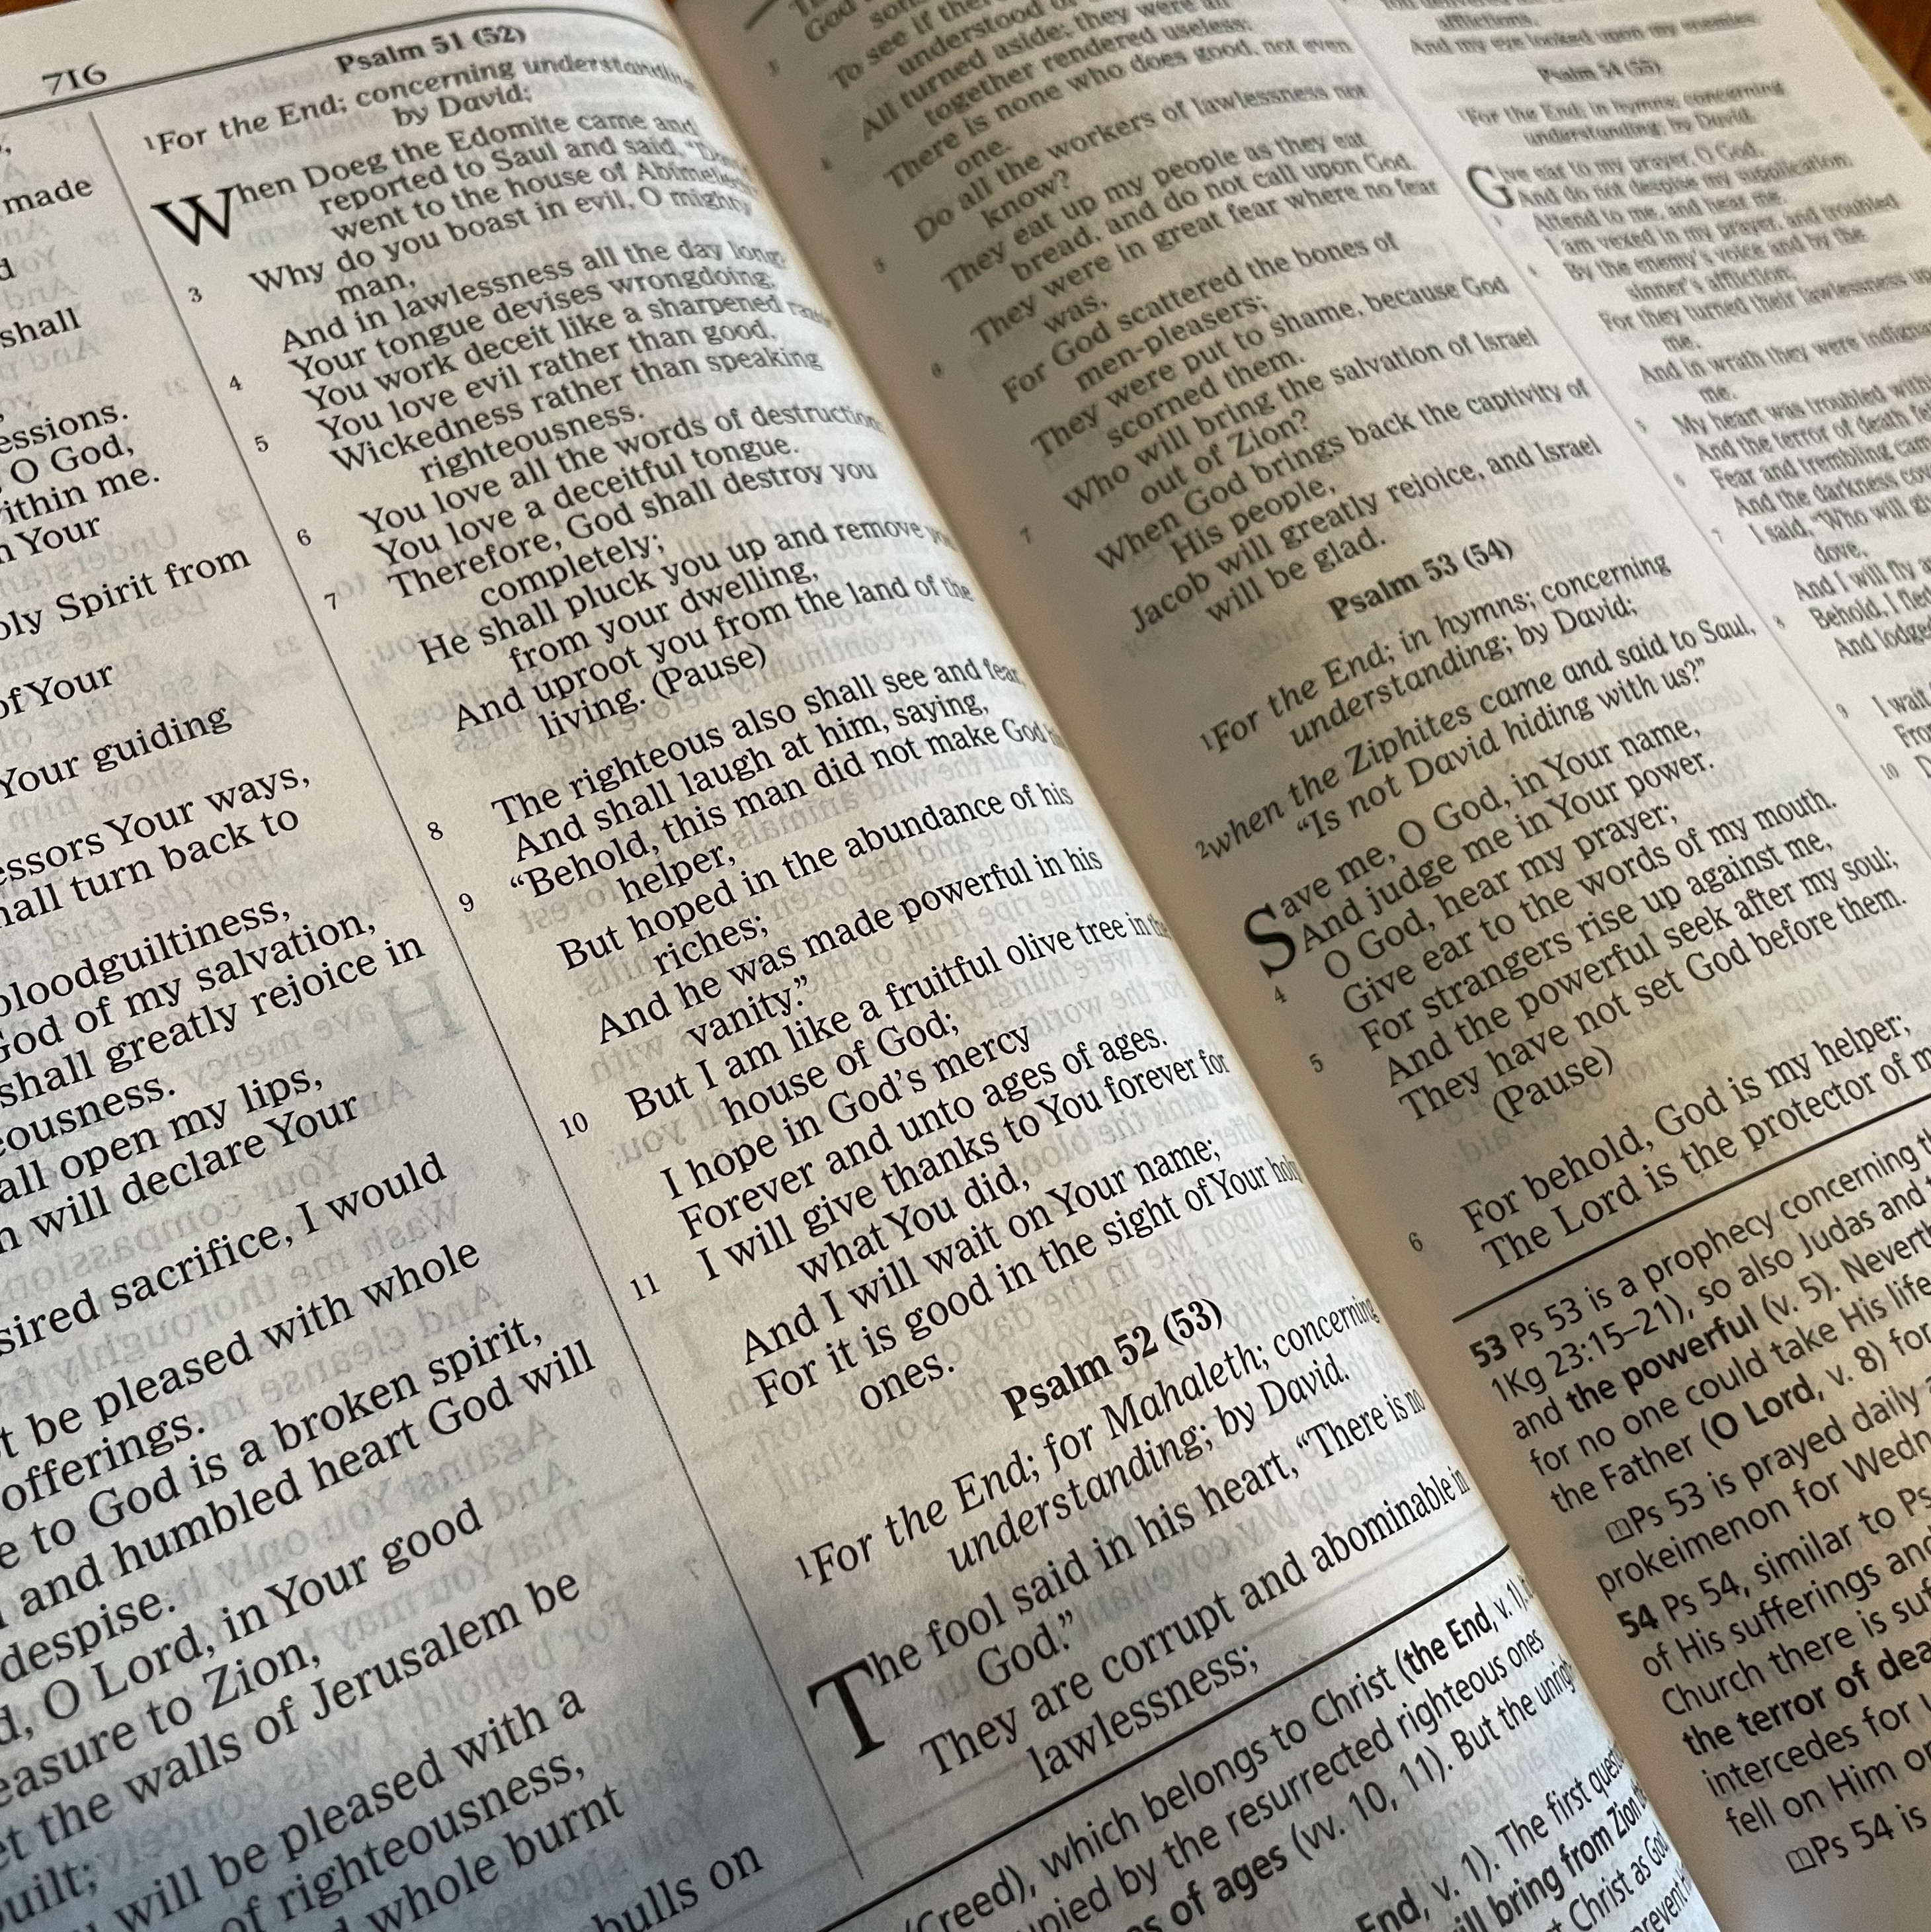 716
made
shall
essions.
O God,
within me.
Your
oly Spirit from
of Your
Your guiding
essors Your ways,
hall turn back to
bloodguiltiness,
God of my salvation,
shall greatly rejoice in
eousness.
all open my lips,
will declare Your
sired sacrifice, I would
t be pleased with whole
offerings.
e to God is a broken spirit,
and humbled heart God will
despise.
d, O Lord, in Your good
easure to Zion,
et the walls of Jerusalem be
built;
will be pleased with a
of righteousness,
whole burnt
bulls on
Psalm 51 (52)
1For the End; concerning understanding
by David;
When Doeg the Edomite came and
reported to Saul and said, "David
went to the house of Abimelech."
3 Why do you boast in evil, O mighty
man,
And in lawlessness all the day long?
4 Your tongue devises wrongdoing;
You work deceit like a sharpened razor
5 You love evil rather than good,
Wickedness rather than speaking
righteousness.
6 You love all the words of destruction
You love a deceitful tongue.
7 Therefore, God shall destroy you
completely;
He shall pluck you up and remove you
from your dwelling,
And uproot you from the land of the
living. (Pause)
8 The righteous also shall see and fear
And shall laugh at him, saying,
9 "Behold, this man did not make God his
helper,
But hoped in the abundance of his
riches;
And he was made powerful in his
vanity."
10 But I am like a fruitful olive tree in the
house of God;
I hope in God's mercy
Forever and unto ages of ages.
11 I will give thanks to You forever for
what You did,
And I will wait on Your name;
For it is good in the sight of Your holy
ones.
Psalm 52 (53)
1For the End; for Mahaleth; concerning
understanding; by David.
The fool said in his heart, "There is no
God."
They are corrupt and abominable in
lawlessness;
Creed), which belongs to Christ (the End, v. 1),
pied by the resurrected righteous ones
s of ages (vv. 10, 11). But the unrigh
End, v. 1). The first quest
ill bring from Zion
Christ as God
prevent
God
To see if there
understood or
3 All turned aside; they were all
together rendered useless;
There is none who does good, not even
one.
4 Do all the workers of lawlessness not
know?
They eat up my people as they eat
bread, and do not call upon God.
5 They were in great fear where no fear
was,
For God scattered the bones of
men-pleasers;
6 They were put to shame, because God
scorned them.
Who will bring the salvation of Israel
out of Zion?
7 When God brings back the captivity of
His people,
Jacob will greatly rejoice, and Israel
will be glad.
Psalm 53 (54)
1For the End; in hymns; concerning
understanding; by David;
2when the Ziphites came and said to Saul,
"Is not David hiding with us?"
Save me, O God, in Your name,
And judge me in Your power.
4 O God, hear my prayer;
Give ear to the words of my mouth.
5 For strangers rise up against me,
And the powerful seek after my soul;
They have not set God before them.
(Pause)
6 For behold, God is my helper;
The Lord is the protector of m
53 Ps 53 is a prophecy concerning th
1Kg 23:15–21), so also Judas and
and the powerful (v. 5). Neverth
for no one could take His life
the Father (O Lord, v. 8) for
Ps 53 is prayed daily
prokeimenon for Wedn
54 Ps 54, similar to Ps
of His sufferings and
Church there is suf
the terror of dea
intercedes for
fell on Him or
Ps 54 is
afflictions,
And my eye looked upon my enemies.
Psalm 54 (55)
1For the End; in hymns; concerning
understanding; by David.
Give ear to my prayer, O God,
And do not despise my supplication;
3 Attend to me, and hear me.
I am vexed in my prayer, and troubled
4 By the enemy's voice and by the
sinner's affliction;
For they turned their lawlessness u
me,
And in wrath they were indigna
me.
5 My heart was troubled with
And the terror of death f
6 Fear and trembling cam
And the darkness cov
7 I said, "Who will giv
dove,
And I will fly a
8 Behold, I fled
And lodged
9 I wait
From
10